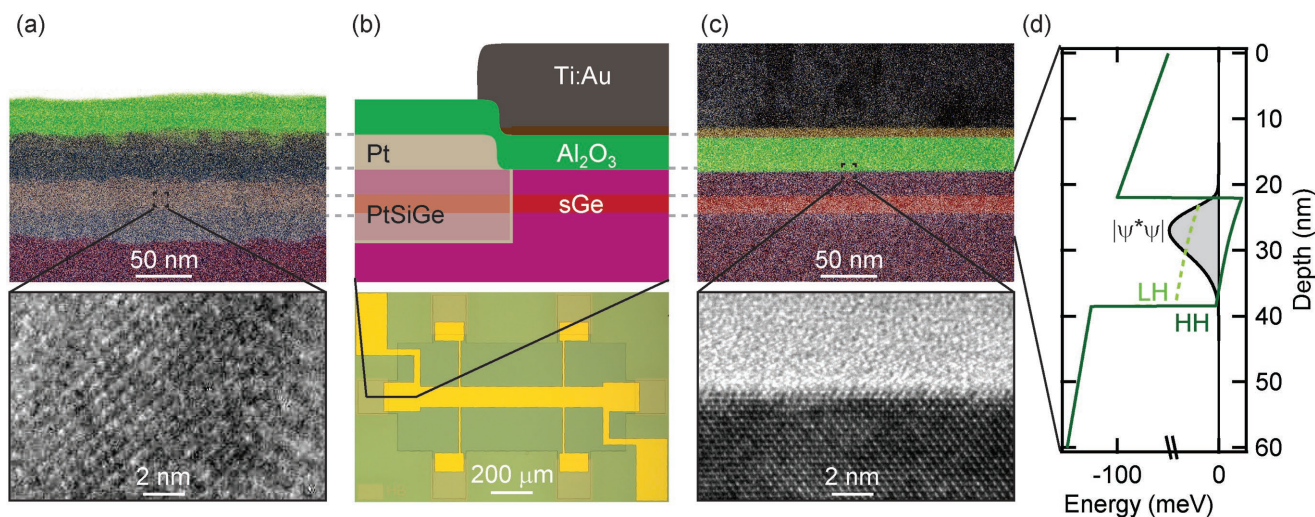 (a)
(b)
(c)
(d)
Ti:Au
Pt
Al₂O₃
PtSiGe
sGe
50 nm
50 nm
2 nm
200 μm
2 nm
|ψ*ψ|
LH
HH
0
10
20
30
40
50
60
Depth (nm)
-100
0
Energy (meV)